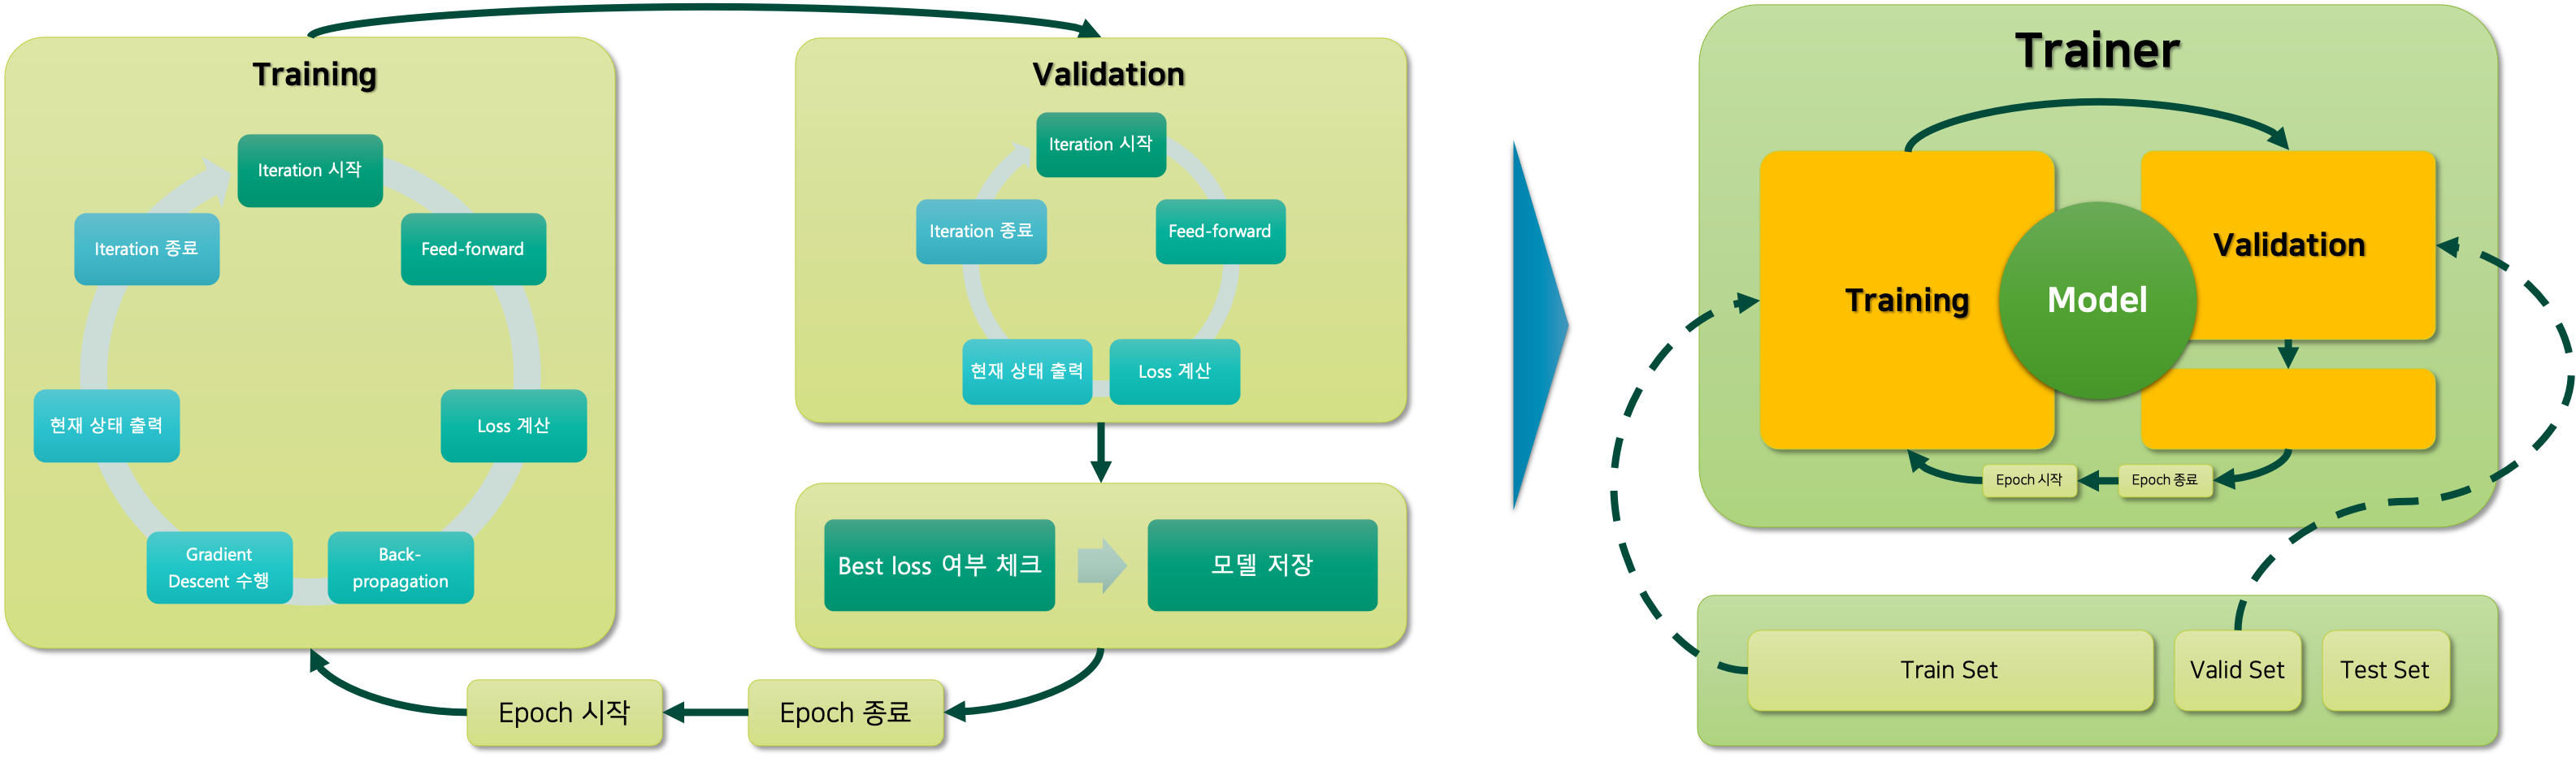 Training
Iteration 시작
Feed-forward
Loss 계산
Back-
propagation
Gradient
Descent 수행
현재 상태 출력
Iteration 종료
Validation
Iteration 시작
Feed-forward
Loss 계산
현재 상태 출력
Iteration 종료
Best loss 여부 체크
모델 저장
Epoch 종료
Epoch 시작
Trainer
Training
Model
Validation
Epoch 시작
Epoch 종료
Train Set
Valid Set
Test Set